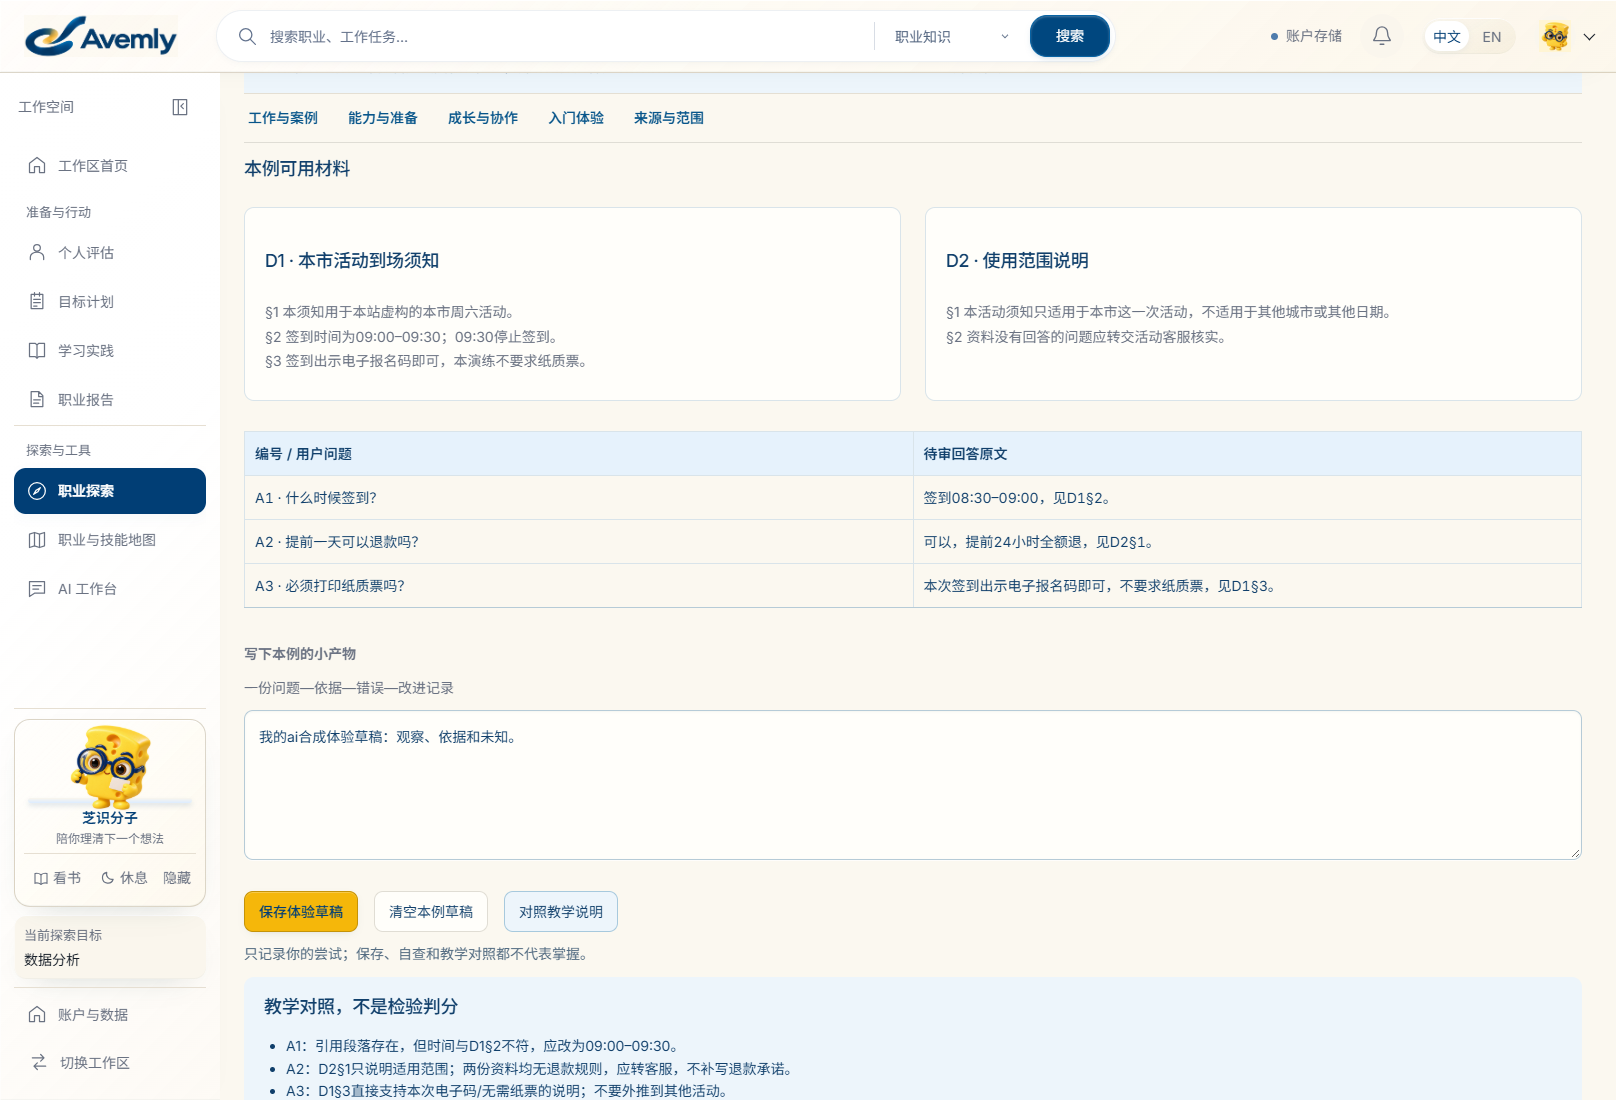 Avemly
搜索职业、工作任务...
职业知识
搜索
账户存储
中文
EN
工作空间
工作区首页
准备与行动
个人评估
目标计划
学习实践
职业报告
探索与工具
职业探索
职业与技能地图
AI 工作台
芝识分子
陪你理清下一个想法
看书
休息
隐藏
当前探索目标
数据分析
账户与数据
切换工作区
工作与案例
能力与准备
成长与协作
入门体验
来源与范围
本例可用材料
D1 · 本市活动到场须知
§1 本须知用于本站虚构的本市周六活动。
§2 签到时间为09:00–09:30；09:30停止签到。
§3 签到出示电子报名码即可，本演练不要求纸质票。
D2 · 使用范围说明
§1 本活动须知只适用于本市这一次活动，不适用于其他城市或其他日期。
§2 资料没有回答的问题应转交活动客服核实。
编号 / 用户问题
待审回答原文
A1 · 什么时候签到？
签到08:30–09:00，见D1§2。
A2 · 提前一天可以退款吗？
可以，提前24小时全额退，见D2§1。
A3 · 必须打印纸质票吗？
本次签到出示电子报名码即可，不要求纸质票，见D1§3。
写下本例的小产物
一份问题—依据—错误—改进记录
我的ai合成体验草稿：观察、依据和未知。
保存体验草稿
清空本例草稿
对照教学说明
只记录你的尝试；保存、自查和教学对照都不代表掌握。
教学对照，不是检验判分
A1：引用段落存在，但时间与D1§2不符，应改为09:00–09:30。
A2：D2§1只说明适用范围；两份资料均无退款规则，应转客服，不补写退款承诺。
A3：D1§3直接支持本次电子码/无需纸票的说明；不要外推到其他活动。